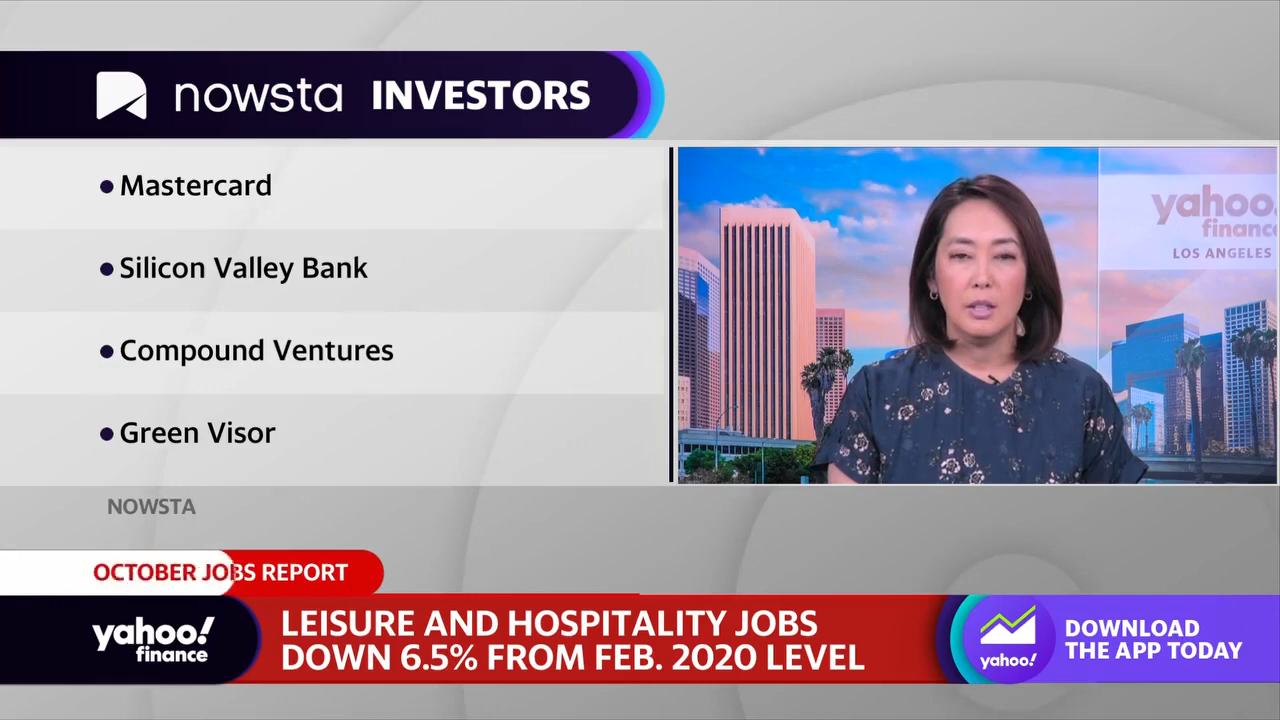 nowsta INVESTORS
Mastercard
Silicon Valley Bank
Compound Ventures
Green Visor
NOWSTA
yahoo!
finance
LOS ANGELES
OCTOBER JOBS REPORT
yahoo!
finance
LEISURE AND HOSPITALITY JOBS
DOWN 6.5% FROM FEB. 2020 LEVEL
yahoo!
DOWNLOAD
THE APP TODAY